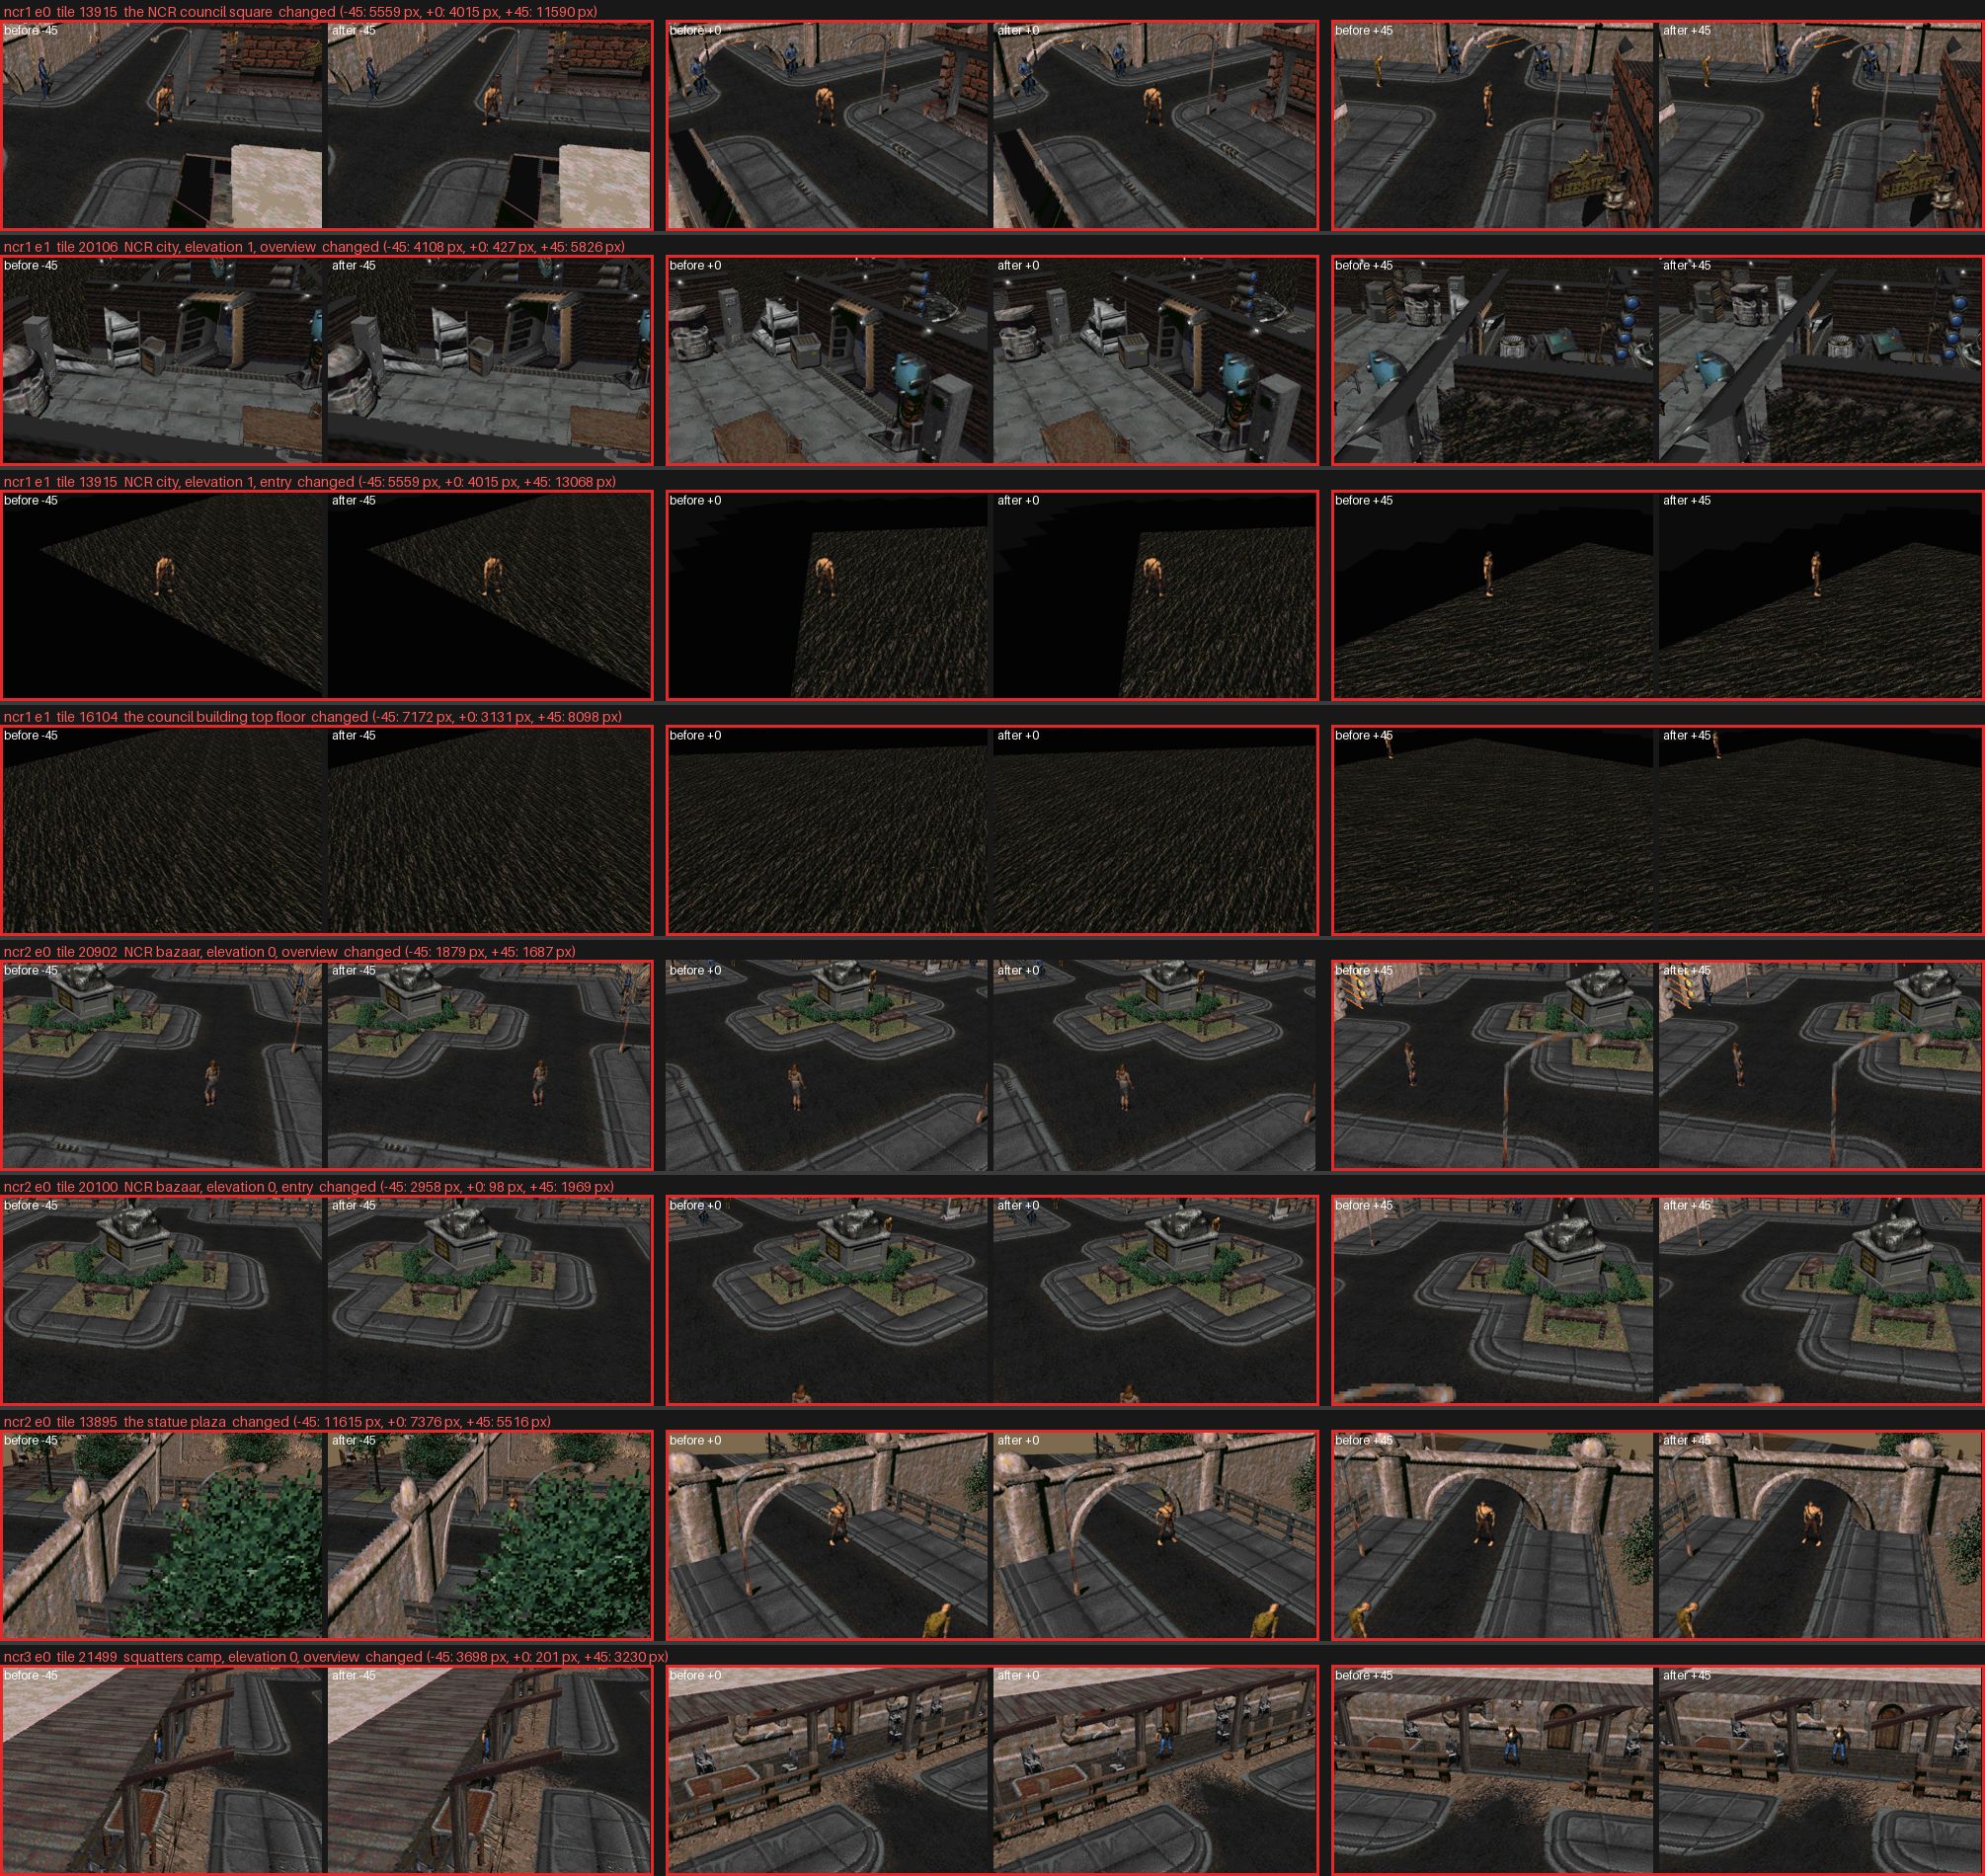 ncr1 e0 tile 13915 the NCR council square changed (-45: 5559 px, +0: 4015 px, +45: 11590 px)
before -45 after -45 before +0 after +0 before +45 after +45
SHERIFF SHERIFF
ncr1 e1 tile 20106 NCR city, elevation 1, overview changed (-45: 4108 px, +0: 427 px, +45: 5826 px)
before -45 after -45 before +0 after +0 before +45 after +45
ncr1 e1 tile 13915 NCR city, elevation 1, entry changed (-45: 5559 px, +0: 4015 px, +45: 13068 px)
before -45 after -45 before +0 after +0 before +45 after +45
ncr1 e1 tile 16104 the council building top floor changed (-45: 7172 px, +0: 3131 px, +45: 8098 px)
before -45 after -45 before +0 after +0 before +45 after +45
ncr2 e0 tile 20902 NCR bazaar, elevation 0, overview changed (-45: 1879 px, +45: 1687 px)
before -45 after -45 before +0 after +0 before +45 after +45
ncr2 e0 tile 20100 NCR bazaar, elevation 0, entry changed (-45: 2958 px, +0: 98 px, +45: 1969 px)
before -45 after -45 before +0 after +0 before +45 after +45
ncr2 e0 tile 13895 the statue plaza changed (-45: 11615 px, +0: 7376 px, +45: 5516 px)
before -45 after -45 before +0 after +0 before +45 after +45
ncr3 e0 tile 21499 squatters camp, elevation 0, overview changed (-45: 3698 px, +0: 201 px, +45: 3230 px)
before -45 after -45 before +0 after +0 before +45 after +45